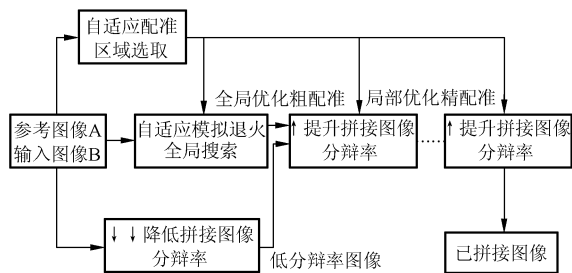 自适应配准
区域选取
全局优化粗配准
局部优化精配准
参考图像A
输入图像B
自适应模拟退火
全局搜索
↑ 提升拼接图像
分辩率
……
↑ 提升拼接图像
分辩率
↓ ↓ 降低拼接图像
分辩率
低分辩率图像
已拼接图像